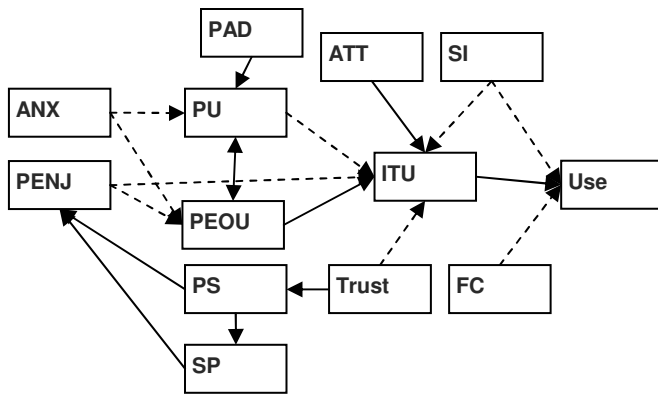 PAD
ATT
SI
ANX
PU
PENJ
ITU
Use
PEOU
PS
Trust
FC
SP